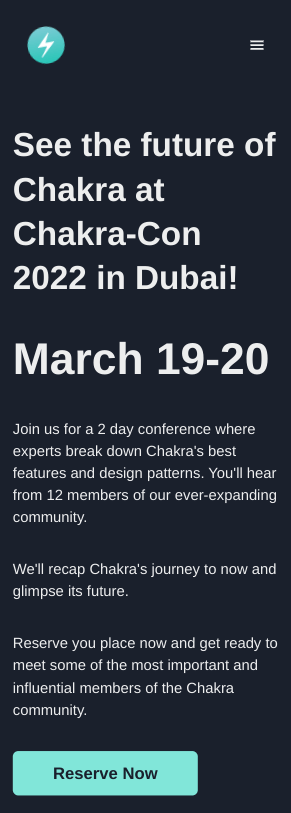 See the future of
Chakra at
Chakra-Con
2022 in Dubai!
March 19-20
Join us for a 2 day conference where
experts break down Chakra's best
features and design patterns. You'll hear
from 12 members of our ever-expanding
community.
We'll recap Chakra's journey to now and
glimpse its future.
Reserve you place now and get ready to
meet some of the most important and
influential members of the Chakra
community.
Reserve Now